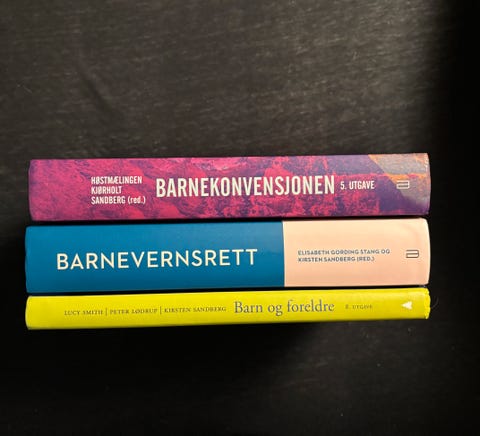 HØSTMÆLINGEN
KJØRHOLT
SANDBERG (red.)
BARNEKONVENSJONEN 5. UTGAVE
BARNEVERNSRETT
ELISABETH GORDING STANG OG
KIRSTEN SANDBERG (RED.)
LUCY SMITH | PETER LØDRUP | KIRSTEN SANDBERG Barn og foreldre 8. UTGAVE